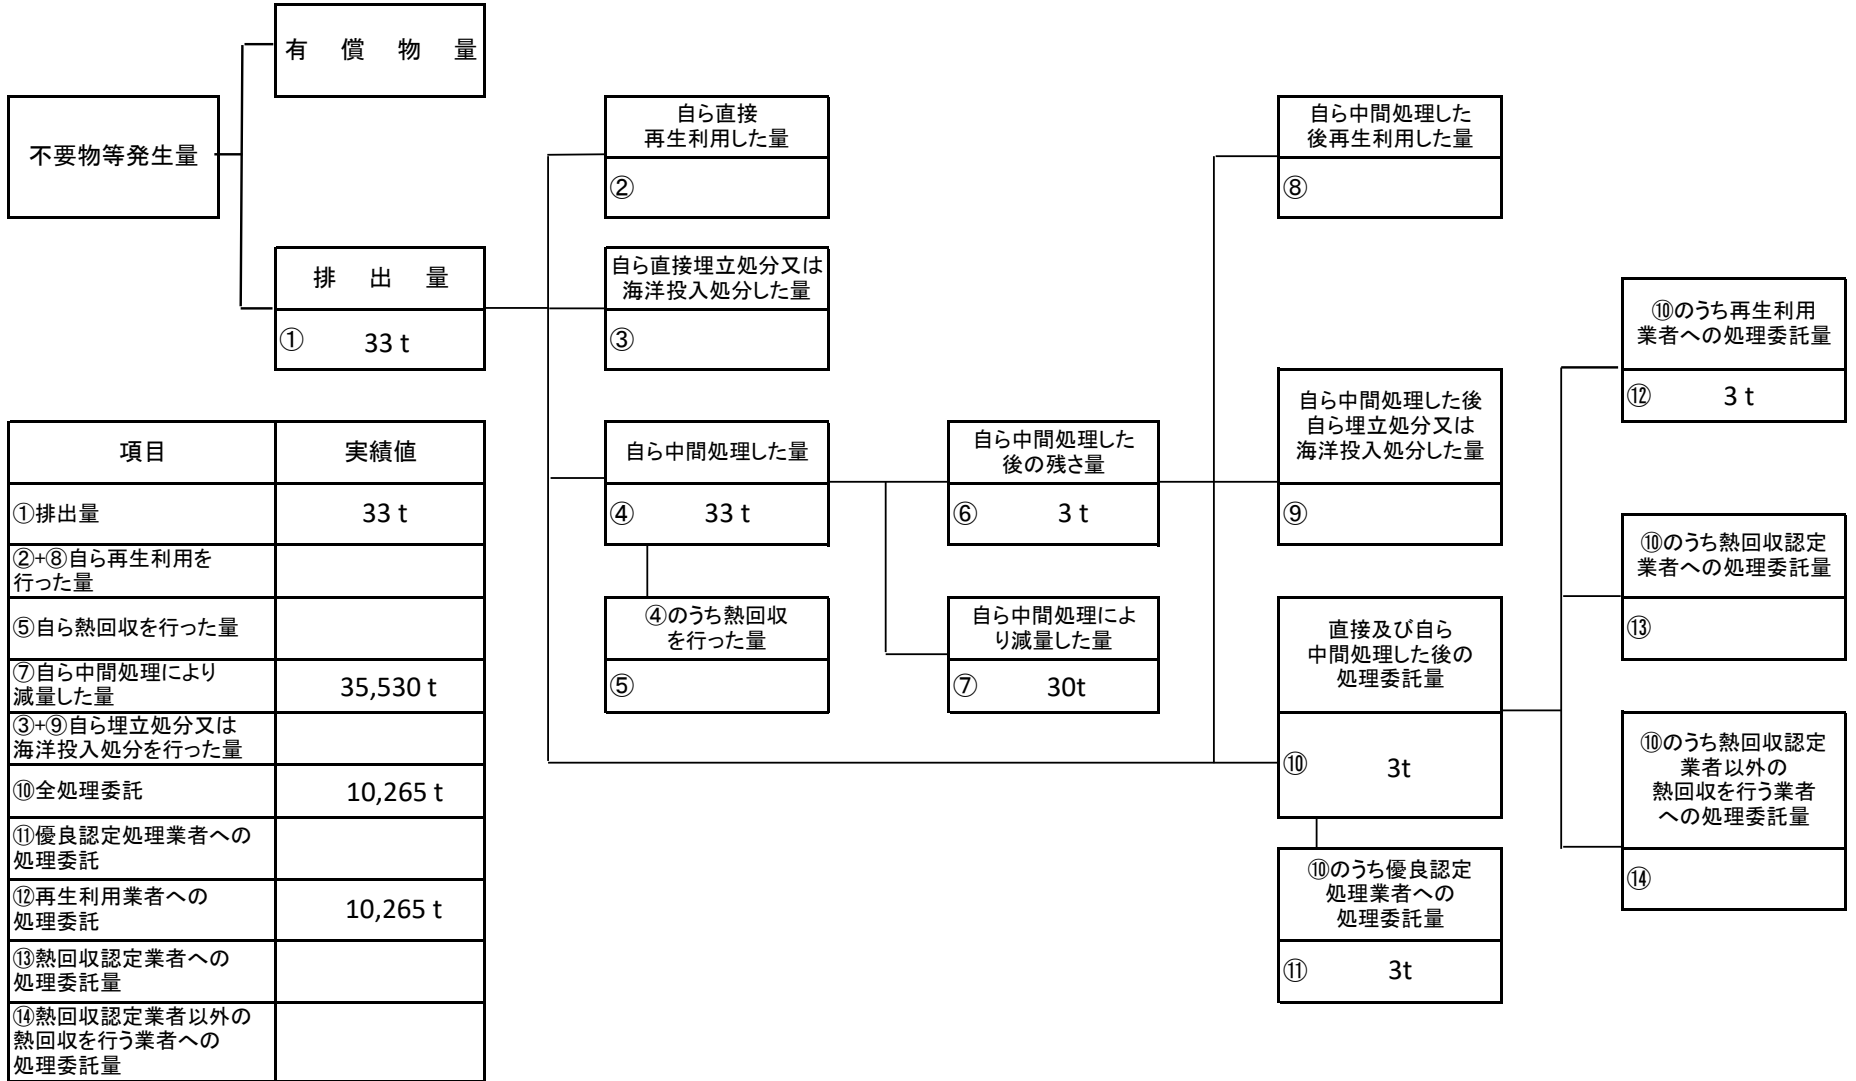 有償物量
不要物等発生量
排出量
① 33 t
自ら直接
再生利用した量
②
自ら直接埋立処分又は
海洋投入処分した量
③
自ら中間処理した量
④ 33 t
④のうち熱回収
を行った量
⑤
自ら中間処理した
後の残さ量
⑥ 3 t
自ら中間処理によ
り減量した量
⑦ 30t
自ら中間処理した
後再生利用した量
⑧
自ら中間処理した後
自ら埋立処分又は
海洋投入処分した量
⑨
直接及び自ら
中間処理した後の
処理委託量
⑩ 3t
⑩のうち優良認定
処理業者への
処理委託量
⑪ 3t
⑩のうち再生利用
業者への処理委託量
⑫ 3 t
⑩のうち熱回収認定
業者への処理委託量
⑬
⑩のうち熱回収認定
業者以外の
熱回収を行う業者
への処理委託量
⑭
項目 実績値
①排出量 33 t
②+⑧自ら再生利用を
行った量
⑤自ら熱回収を行った量
⑦自ら中間処理により
減量した量 35,530 t
③+⑨自ら埋立処分又は
海洋投入処分を行った量
⑩全処理委託 10,265 t
⑪優良認定処理業者への
処理委託
⑫再生利用業者への
処理委託 10,265 t
⑬熱回収認定業者への
処理委託量
⑭熱回収認定業者以外の
熱回収を行う業者への
処理委託量